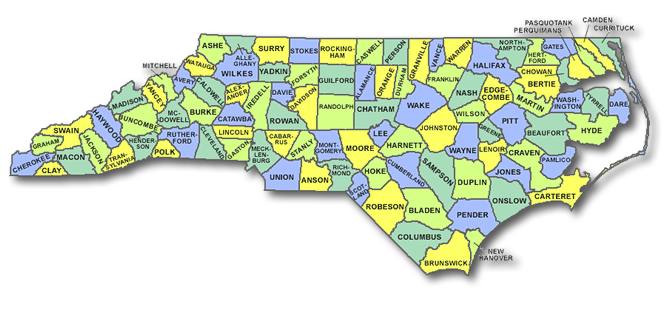 PASQUOTANK
CAMDEN
PERQUIMANS
CURRITUCK
ASHE
ALLE-
GHANY
SURRY
STOKES
ROCKING-
HAM
CASWELL
PERSON
GRANVILLE
VANCE
WARREN
NORTH-
AMPTON
GATES
HERT-
FORD
HALIFAX
MITCHELL
WATAUGA
WILKES
YADKIN
FORSYTH
GUILFORD
ALAMANCE
ORANGE
DURHAM
FRANKLIN
NASH
EDGE-
COMBE
BERTIE
CHOWAN
AVERY
CALDWELL
ALEX-
ANDER
IREDELL
DAVIE
DAVIDSON
RANDOLPH
CHATHAM
WAKE
WILSON
MARTIN
WASH-
INGTON
TYRRELL
DARE
MADISON
YANCEY
MC-
DOWELL
BURKE
CATAWBA
ROWAN
LEE
JOHNSTON
GREENE
PITT
BEAUFORT
HYDE
HAYWOOD
BUNCOMBE
RUTHER-
FORD
CLEVELAND
LINCOLN
GASTON
CABAR-
RUS
STANLY
MONT-
GOMERY
MOORE
HARNETT
WAYNE
LENOIR
CRAVEN
PAMLICO
SWAIN
GRAHAM
JACKSON
TRAN-
SYLVANIA
HENDER
SON
POLK
MECK-
LEN-
BURG
CHEROKEE
MACON
CLAY
UNION
ANSON
RICH-
MOND
SCOT-
LAND
HOKE
CUMBERLAND
SAMPSON
DUPLIN
JONES
CARTERET
ONSLOW
ROBESON
BLADEN
PENDER
COLUMBUS
BRUNSWICK
NEW
HANOVER